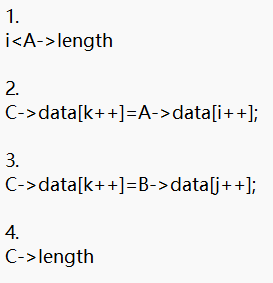 1.
i<A->length
2.
C->data[k++]=A->data[i++];
3.
C->data[k++]=B->data[j++];
4.
C->length